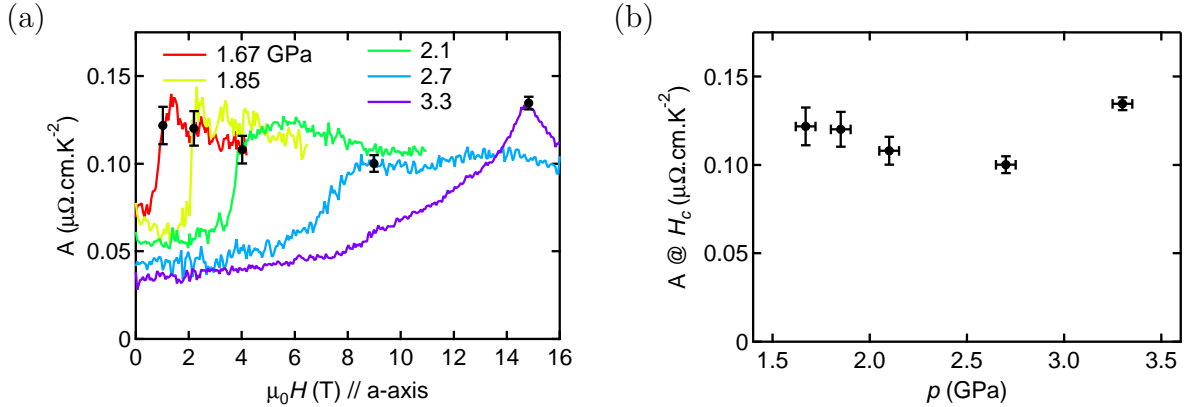 (a)
A (μΩ.cm.K⁻²)
0.15
0.10
0.05
0
1.67 GPa
1.85
2.1
2.7
3.3
0 2 4 6 8 10 12 14 16
μ₀H (T) // a-axis
(b)
A @ H_c (μΩ.cm.K⁻²)
0.15
0.10
0.05
0
1.5 2.0 2.5 3.0 3.5
p (GPa)